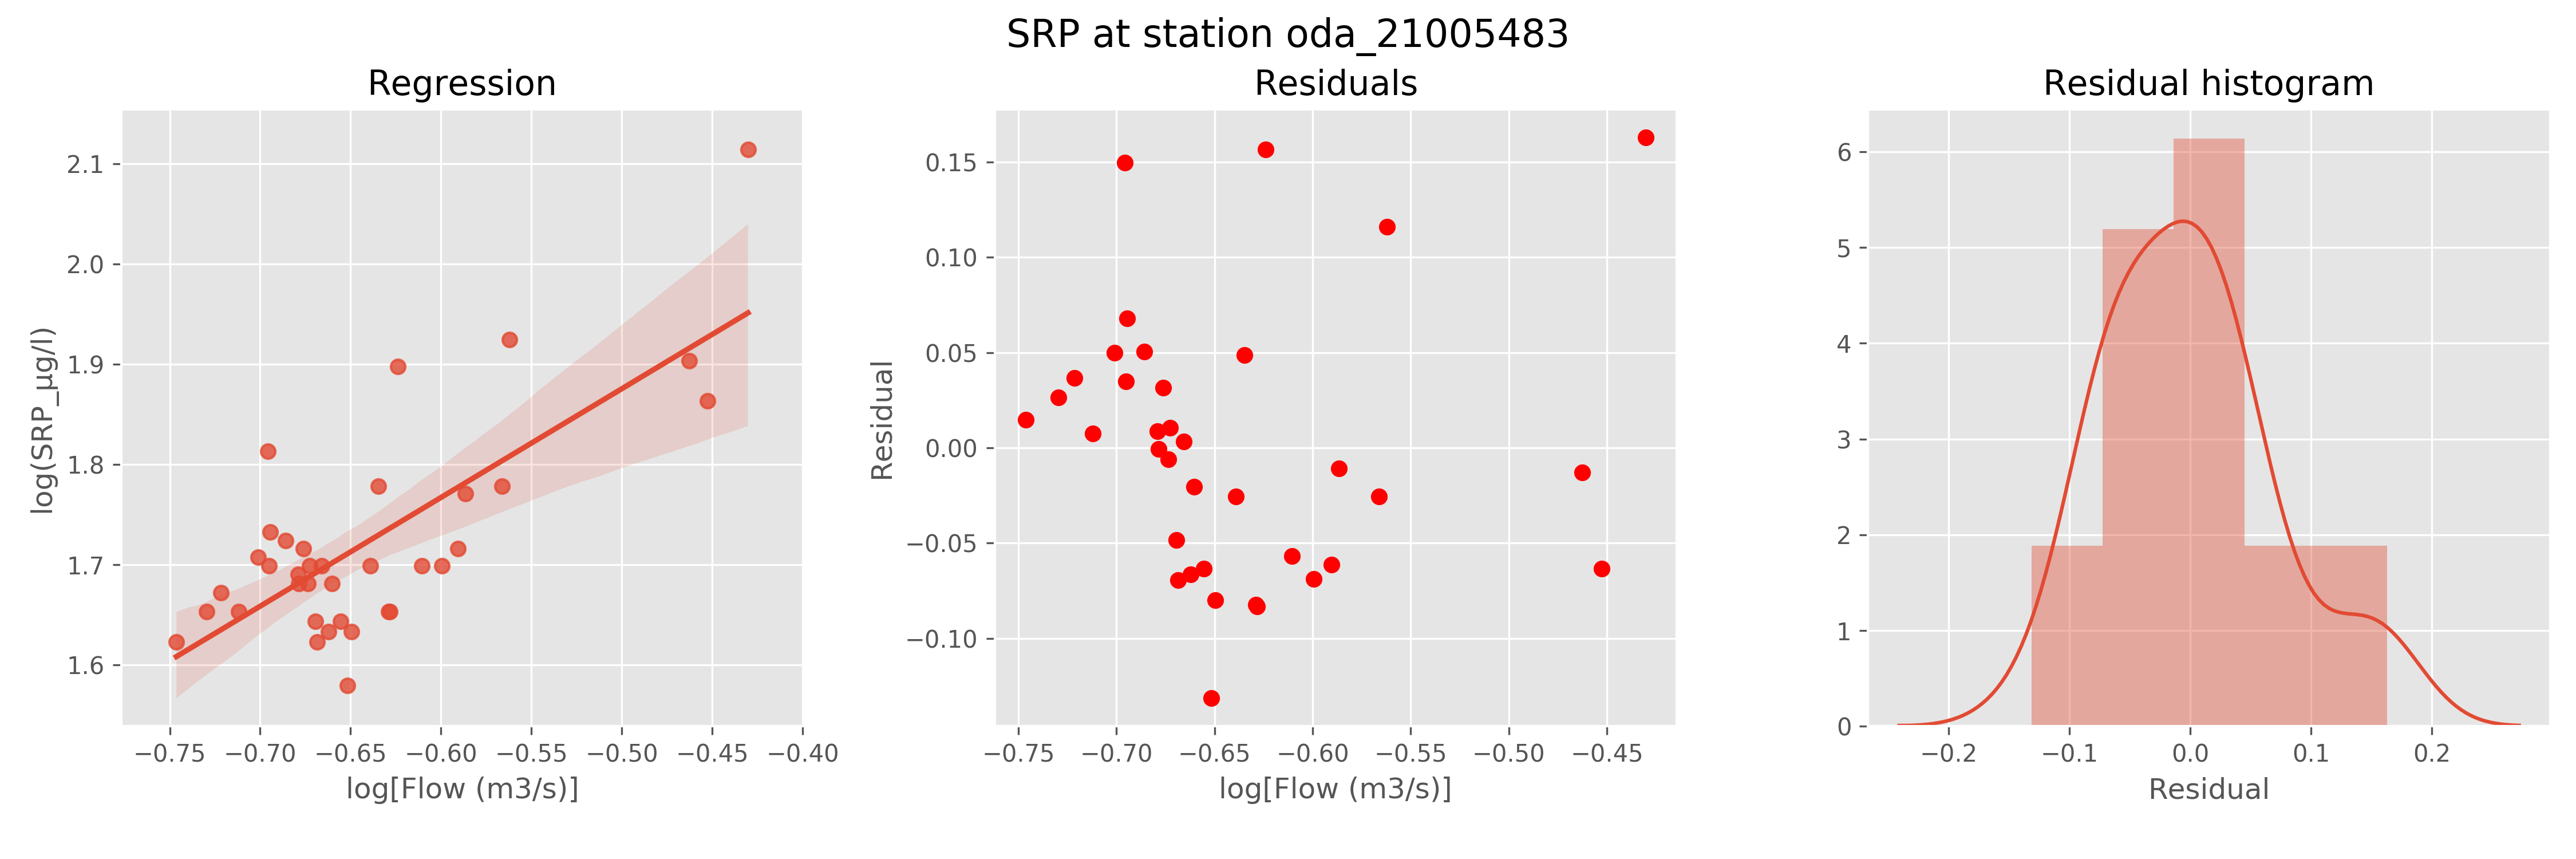 SRP at station oda_21005483
Regression
2.1
2.0
1.9
1.8
1.7
1.6
log(SRP_µg/l)
−0.75 −0.70 −0.65 −0.60 −0.55 −0.50 −0.45 −0.40
log[Flow (m3/s)]
Residuals
0.15
0.10
0.05
0.00
−0.05
−0.10
Residual
−0.75 −0.70 −0.65 −0.60 −0.55 −0.50 −0.45
log[Flow (m3/s)]
Residual histogram
6
5
4
3
2
1
0
−0.2 −0.1 0.0 0.1 0.2
Residual